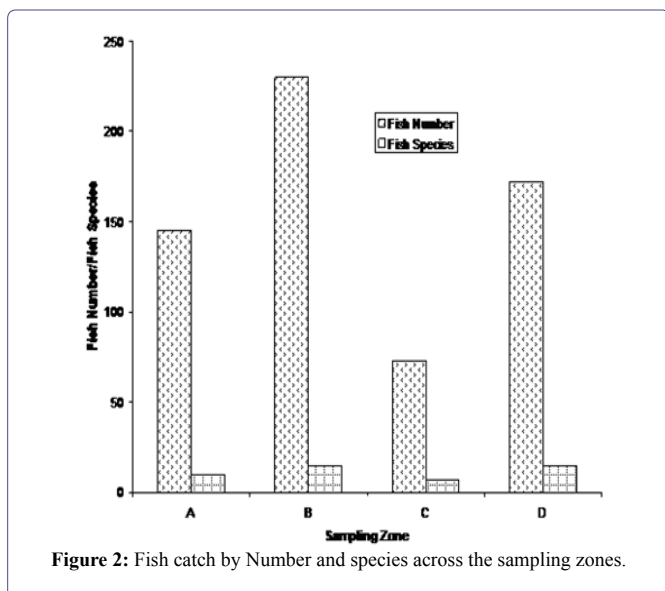 250
200
150
100
50
0
Fish Number/Fish Species
Fish Number
Fish Species
A B C D
Sampling Zone
Figure 2: Fish catch by Number and species across the sampling zones.